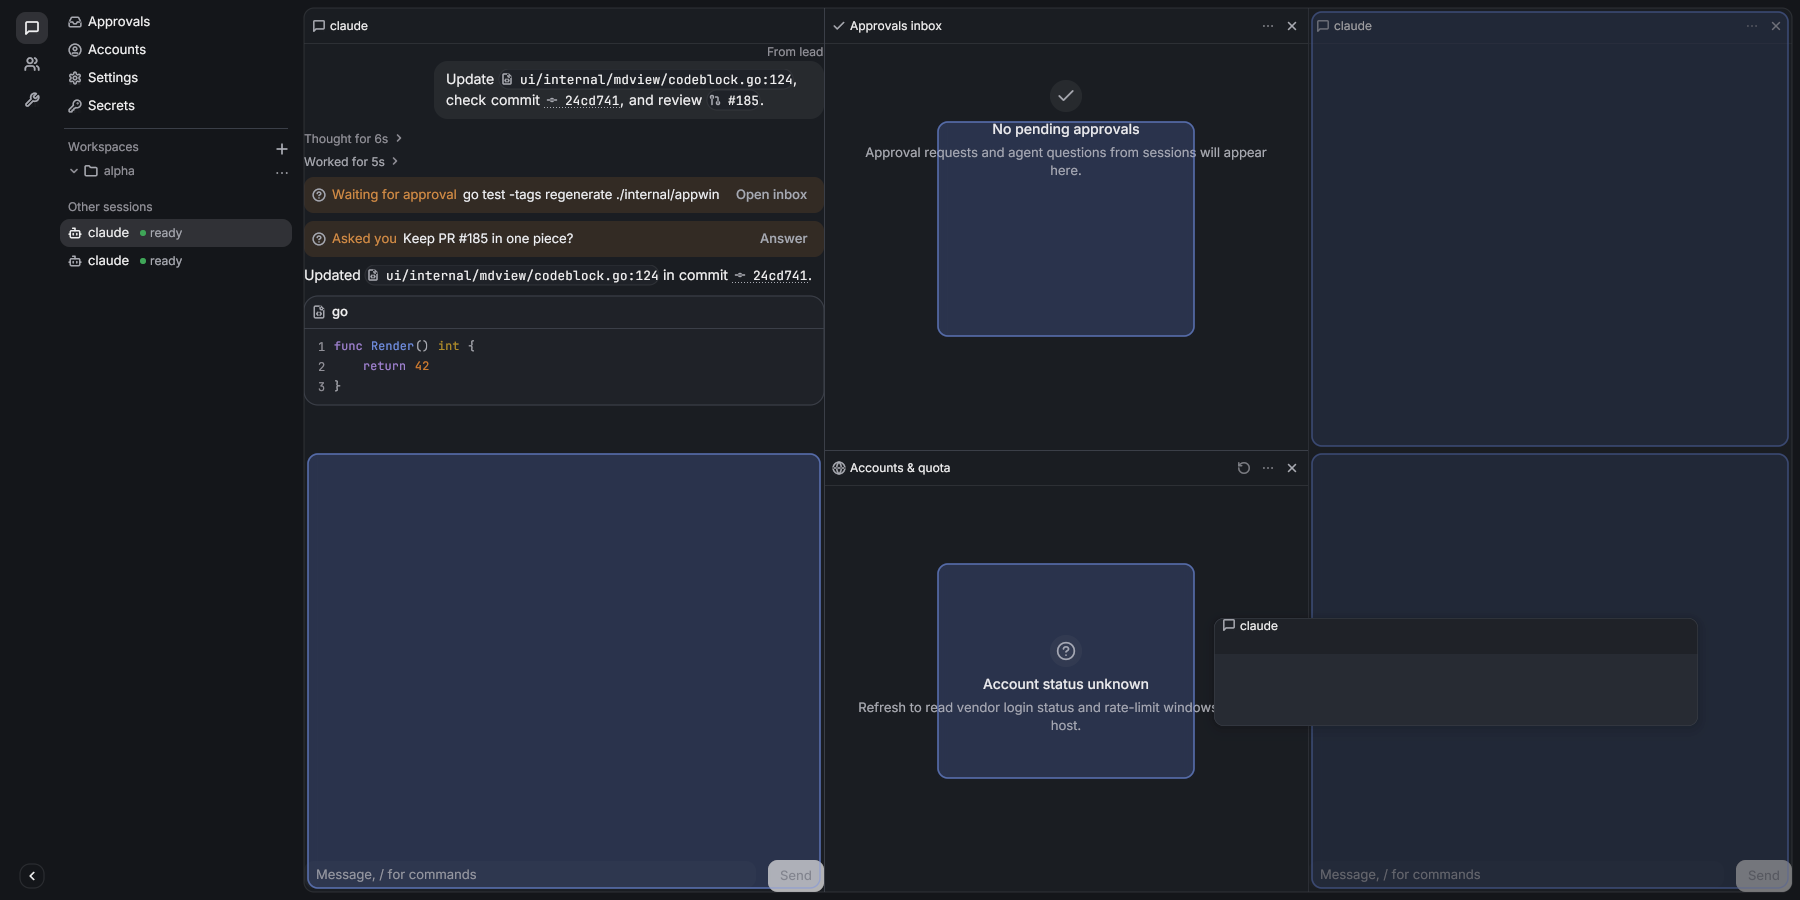 Approvals
Accounts
Settings
Secrets
Workspaces
alpha
Other sessions
claude ready
claude ready
claude
From lead
Update ui/internal/mdview/codeblock.go:124,
check commit 24cd741, and review #185.
Thought for 6s
Worked for 5s
Waiting for approval go test -tags regenerate ./internal/appwin Open inbox
Asked you Keep PR #185 in one piece? Answer
Updated ui/internal/mdview/codeblock.go:124 in commit 24cd741.
go
1 func Render() int {
2 return 42
3 }
Message, / for commands
Send
Approvals inbox
No pending approvals
Approval requests and agent questions from sessions will appear
here.
Accounts & quota
Account status unknown
Refresh to read vendor login status and rate-limit windows
host.
claude
claude
Message, / for commands
Send